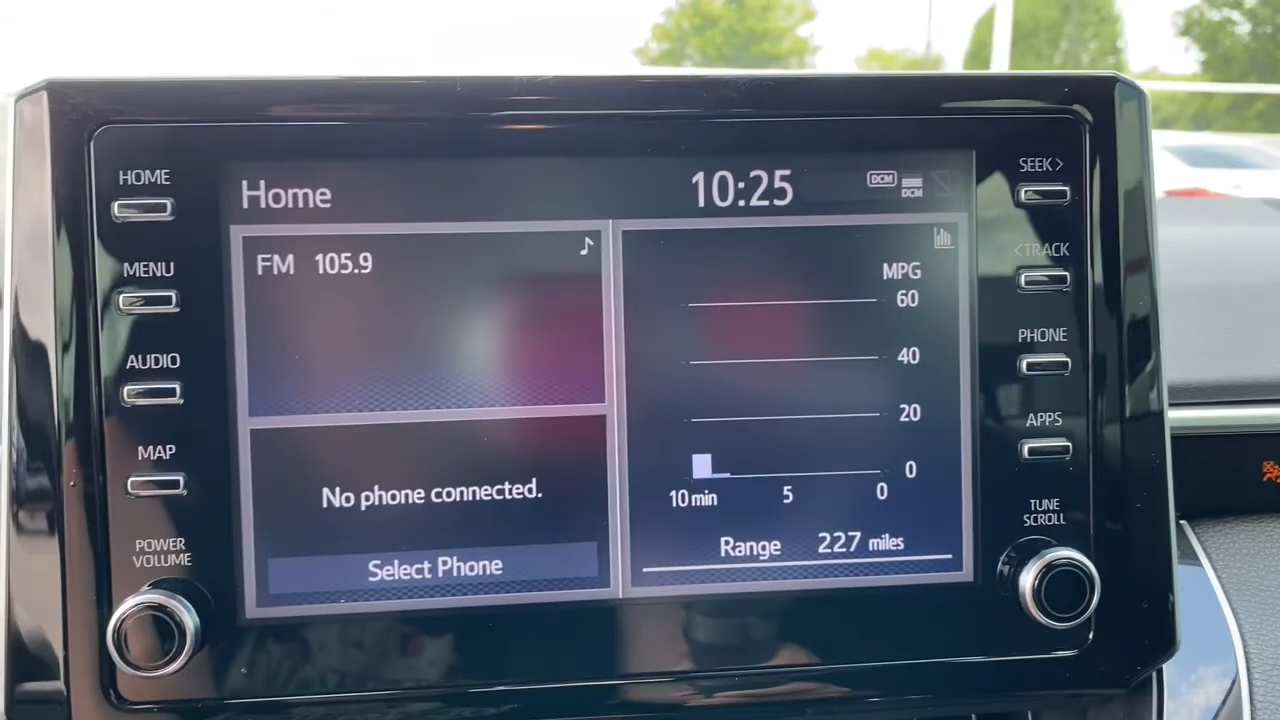 HOME
MENU
AUDIO
MAP
POWER
VOLUME
Home
10:25
DCM
DCM
FM 105.9
No phone connected.
Select Phone
MPG
60
40
20
0
10 min 5 0
Range 227 miles
SEEK >
< TRACK
PHONE
APPS
TUNE
SCROLL